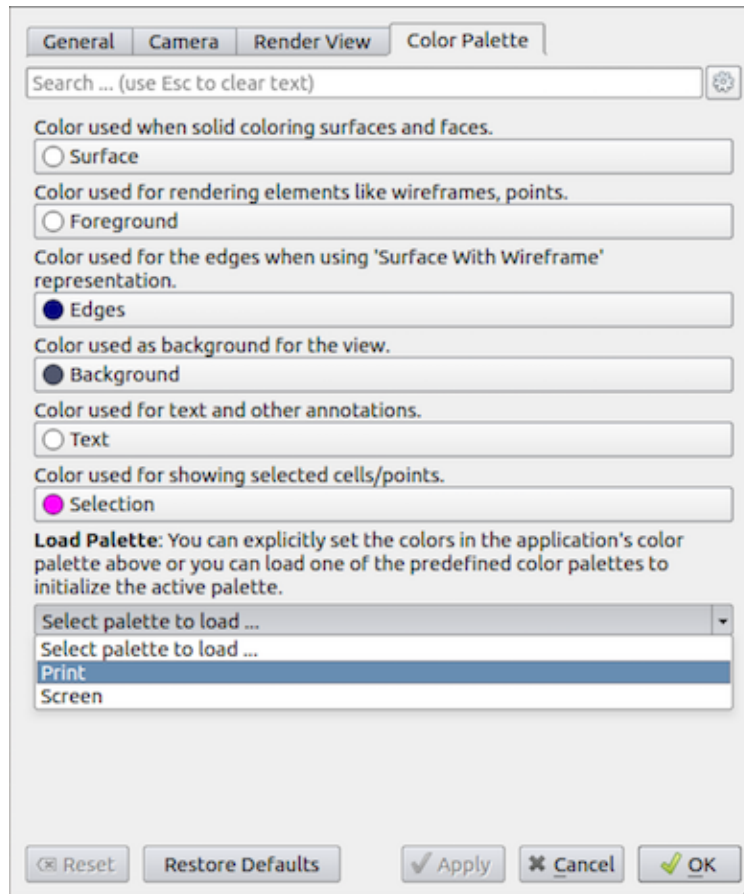 General Camera Render View Color Palette
Search ... (use Esc to clear text)
Color used when solid coloring surfaces and faces.
Surface
Color used for rendering elements like wireframes, points.
Foreground
Color used for the edges when using 'Surface With Wireframe'
representation.
Edges
Color used as background for the view.
Background
Color used for text and other annotations.
Text
Color used for showing selected cells/points.
Selection
Load Palette: You can explicitly set the colors in the application's color
palette above or you can load one of the predefined color palettes to
initialize the active palette.
Select palette to load ...
Select palette to load ...
Print
Screen
Reset Restore Defaults Apply Cancel OK